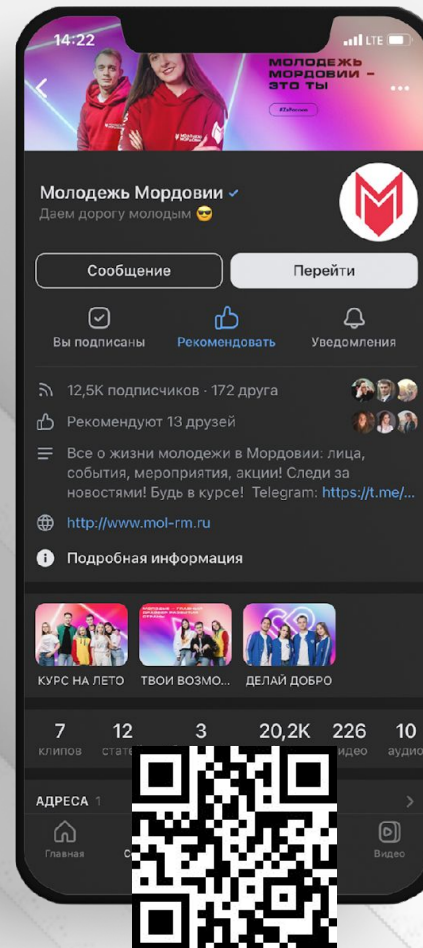 14:22
LTE
МОЛОДЕЖЬ
МОРДОВИИ –
ЭТО ТЫ
Молодежь Мордовии
Даем дорогу молодым 😎
Сообщение
Перейти
Вы подписаны
Рекомендовать
Уведомления
12,5K подписчиков · 172 друга
Рекомендуют 13 друзей
Все о жизни молодежи в Мордовии: лица,
события, мероприятия, акции! Следи за
новостями! Будь в курсе! Telegram: https://t.me/...
http://www.mol-rm.ru
Подробная информация
КУРС НА ЛЕТО
ТВОИ ВОЗМО...
ДЕЛАЙ ДОБРО
7 12 3 20,2K 226 10
клипов
аудио
АДРЕСА 1
Главная
Видео